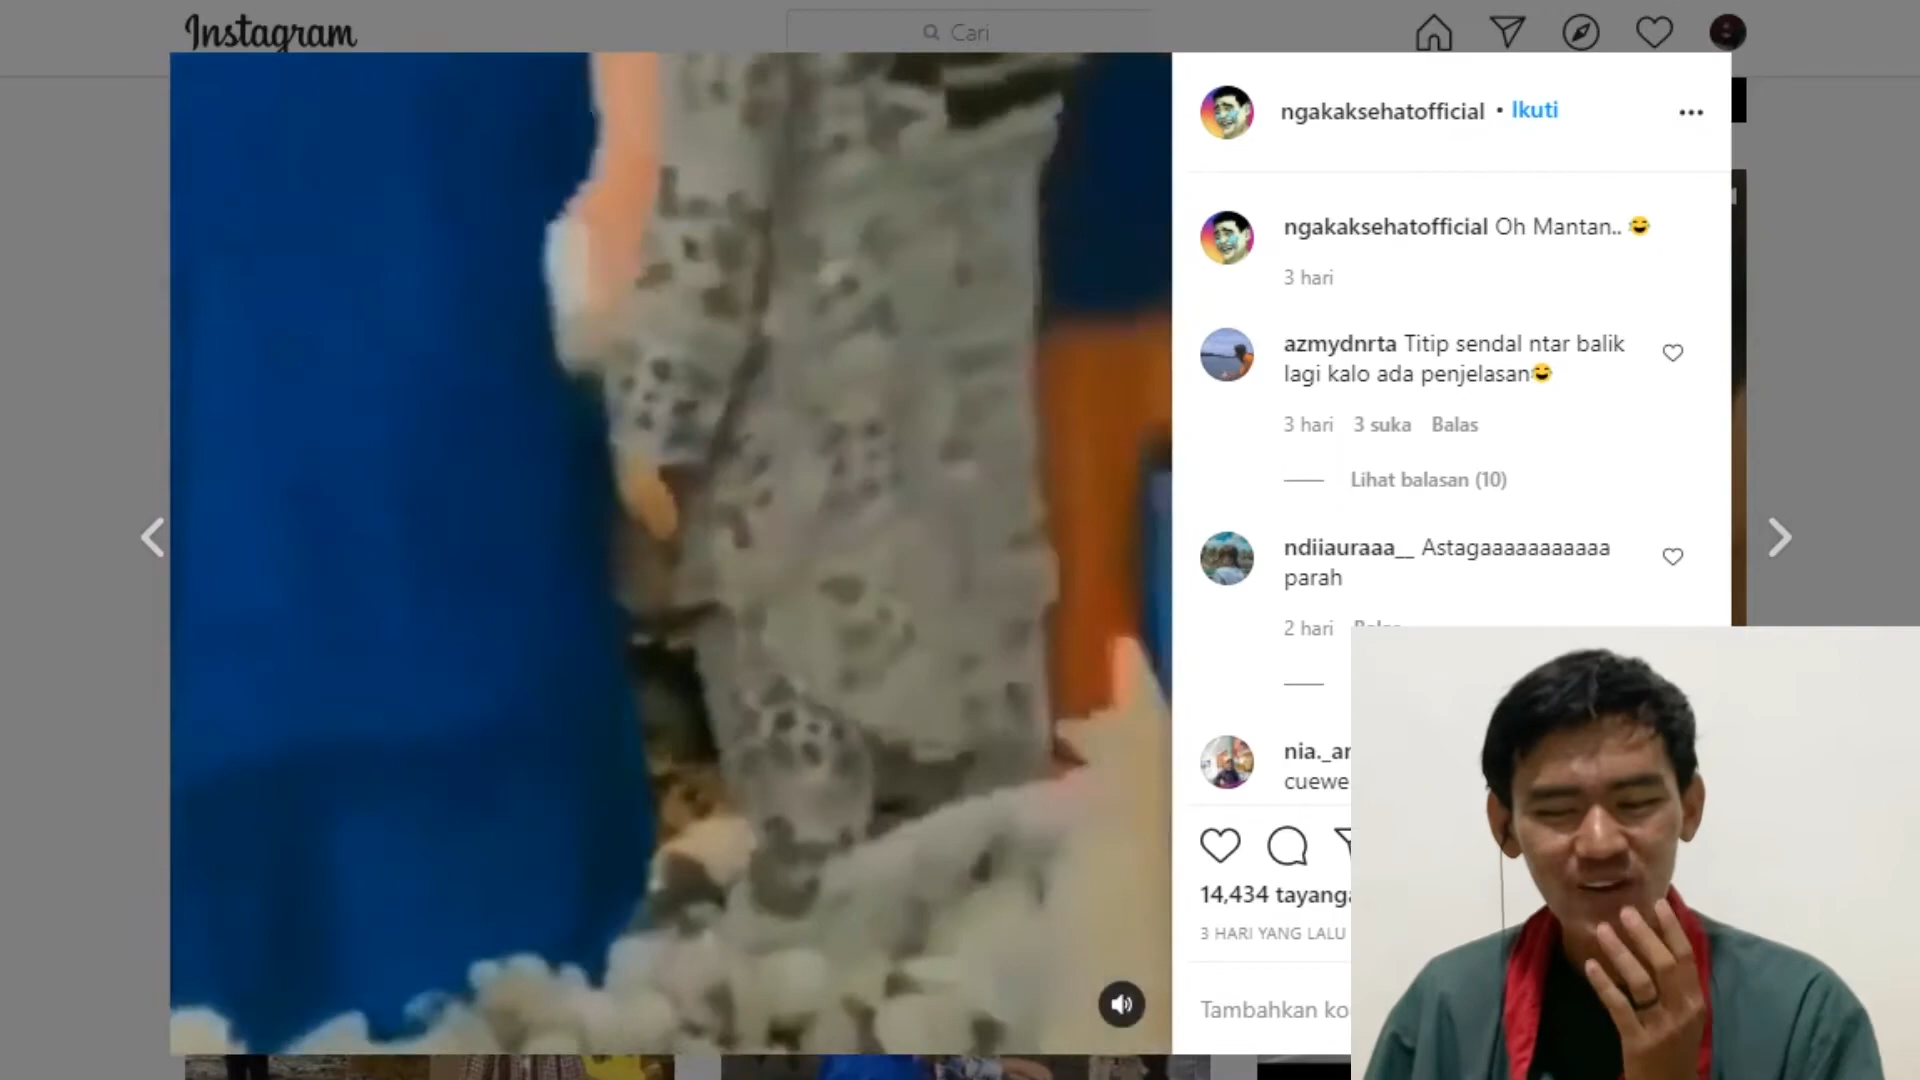 Instagram
Cari
ngakaksehatofficial • Ikuti
ngakaksehatofficial Oh Mantan.. 😂
3 hari
azmydnrta Titip sendal ntar balik
lagi kalo ada penjelasan😂
3 hari 3 suka Balas
Lihat balasan (10)
ndiiauraaa__ Astagaaaaaaaaaaa
parah
2 hari Balas
nia._ar
cuewe
14,434 tayanga
3 HARI YANG LALU
Tambahkan ko